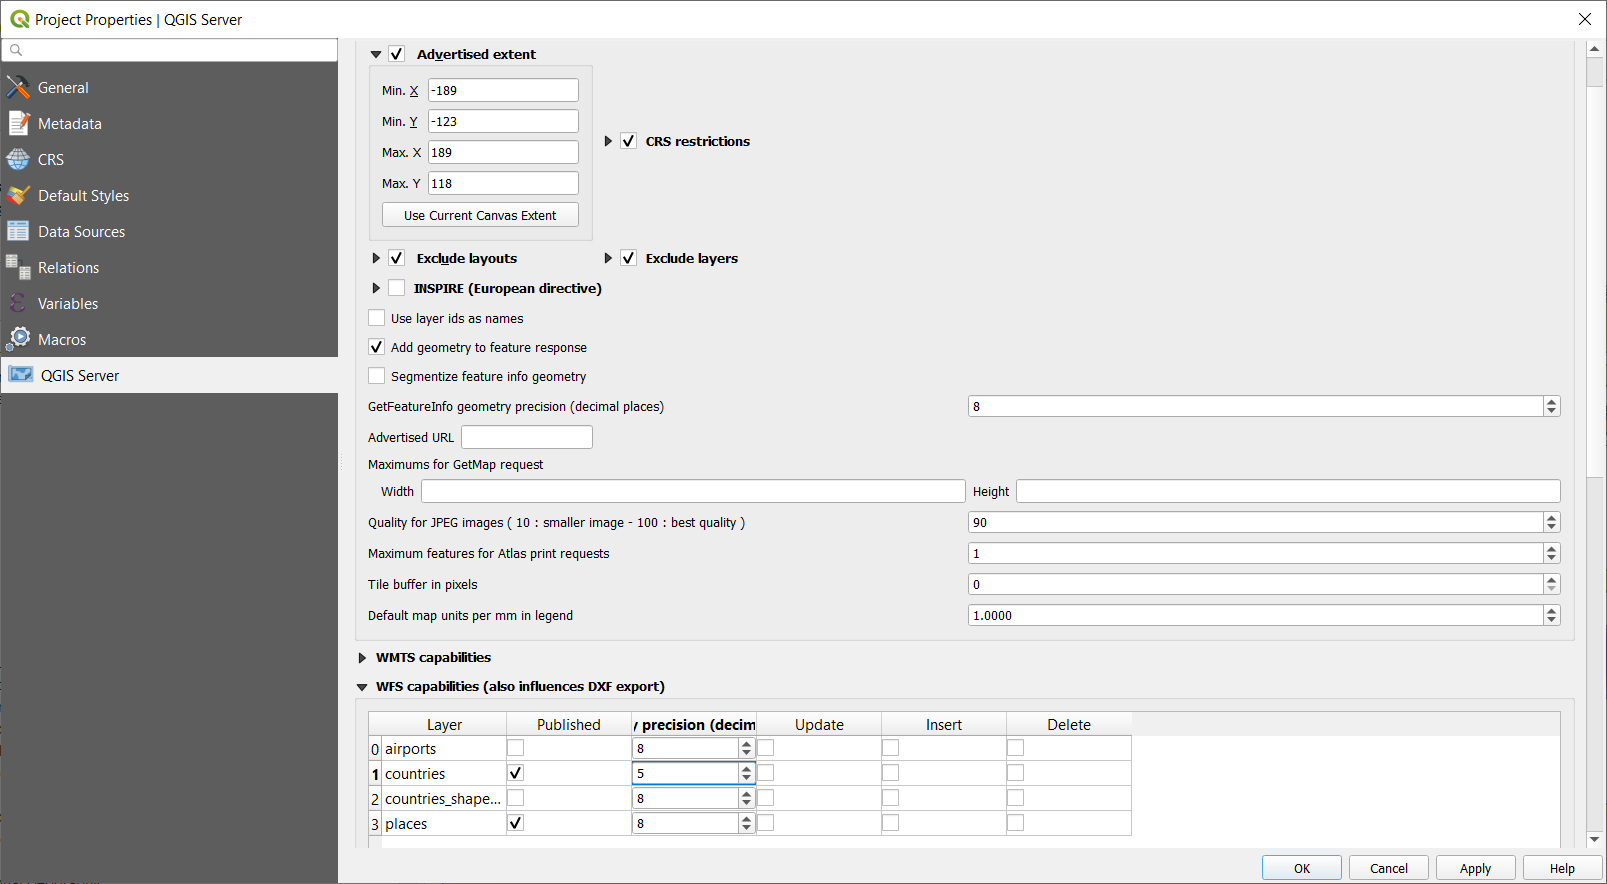 Project Properties | QGIS Server
General
Metadata
CRS
Default Styles
Data Sources
Relations
Variables
Macros
QGIS Server
Advertised extent
Min. X -189
Min. Y -123
Max. X 189
Max. Y 118
Use Current Canvas Extent
CRS restrictions
Exclude layouts
Exclude layers
INSPIRE (European directive)
Use layer ids as names
Add geometry to feature response
Segmentize feature info geometry
GetFeatureInfo geometry precision (decimal places) 8
Advertised URL
Maximums for GetMap request
Width Height
Quality for JPEG images ( 10 : smaller image - 100 : best quality ) 90
Maximum features for Atlas print requests 1
Tile buffer in pixels 0
Default map units per mm in legend 1.0000
WMTS capabilities
WFS capabilities (also influences DXF export)
Layer Published y precision (decim Update Insert Delete
0 airports 8
1 countries 5
2 countries_shape... 8
3 places 8
OK Cancel Apply Help